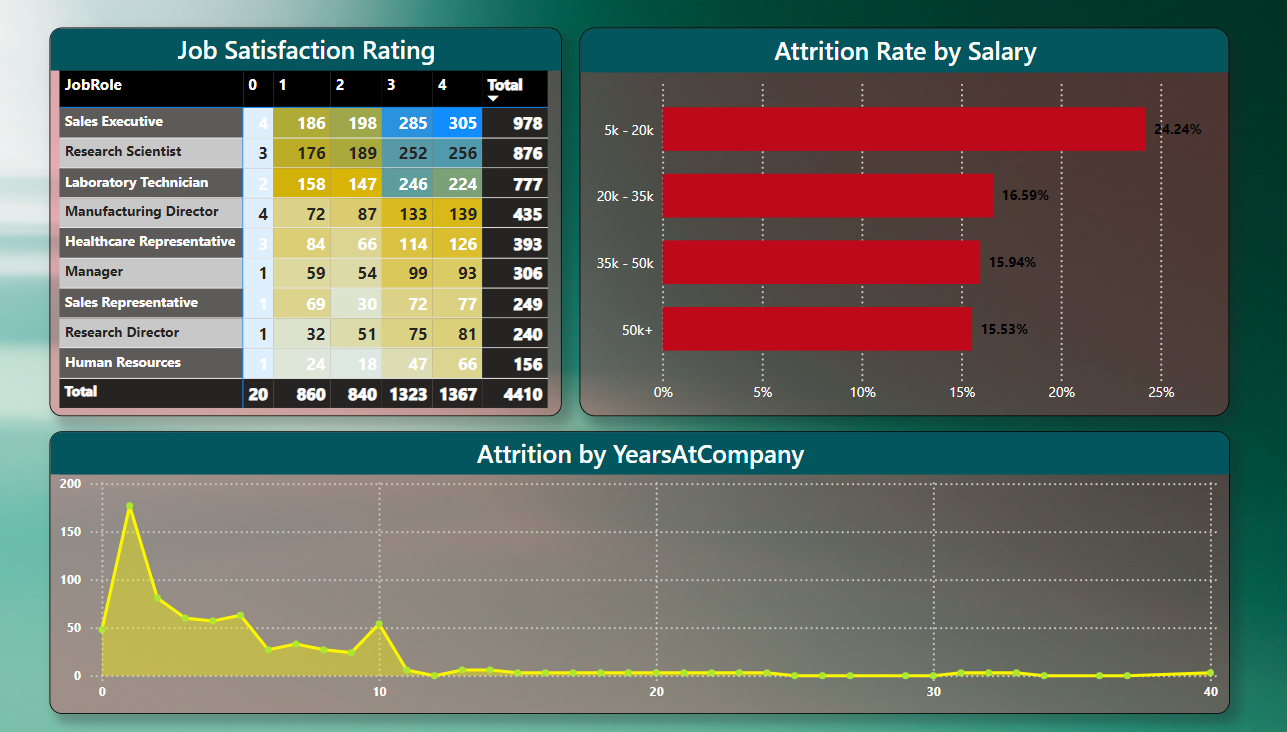 Job Satisfaction Rating
JobRole 0 1 2 3 4 Total
Sales Executive 4 186 198 285 305 978
Research Scientist 3 176 189 252 256 876
Laboratory Technician 2 158 147 246 224 777
Manufacturing Director 4 72 87 133 139 435
Healthcare Representative 3 84 66 114 126 393
Manager 1 59 54 99 93 306
Sales Representative 1 69 30 72 77 249
Research Director 1 32 51 75 81 240
Human Resources 1 24 18 47 66 156
Total 20 860 840 1323 1367 4410
Attrition Rate by Salary
5k - 20k 24.24%
20k - 35k 16.59%
35k - 50k 15.94%
50k+ 15.53%
0% 5% 10% 15% 20% 25%
Attrition by YearsAtCompany
200
150
100
50
0
0 10 20 30 40